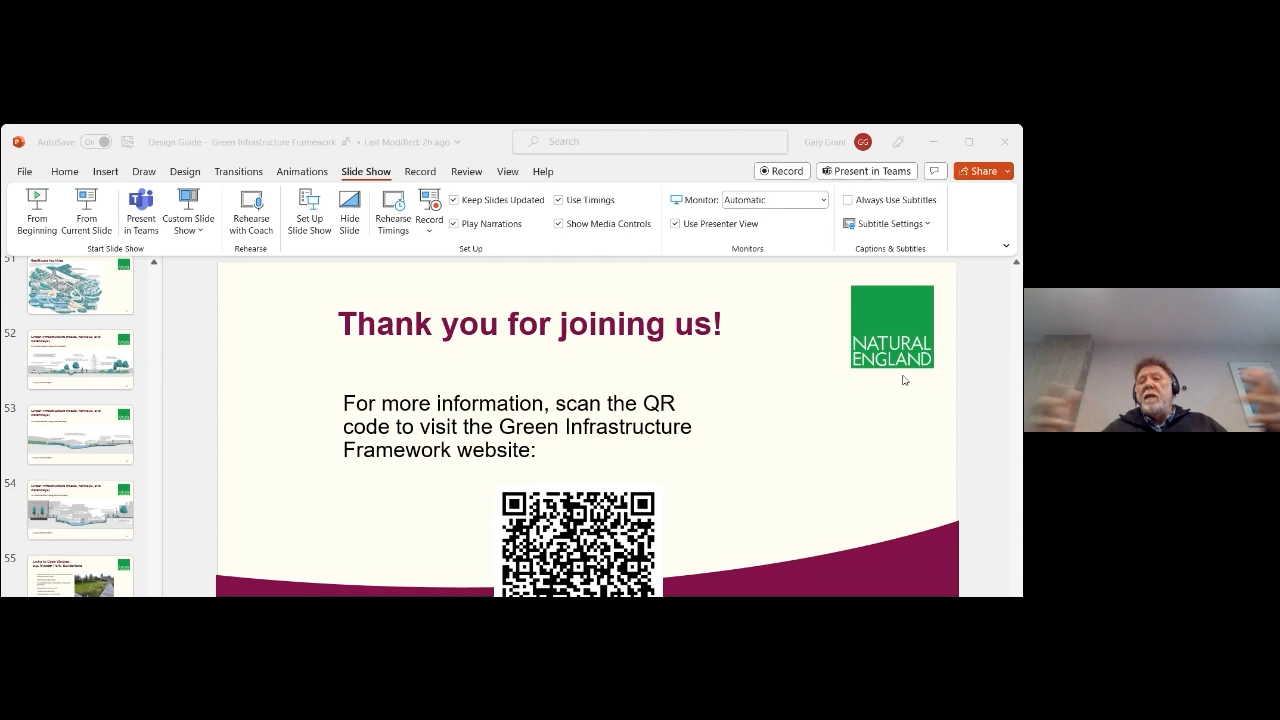 AutoSave On Design Guide - Green Infrastructure Framework • Last Modified: 2h ago Search Gary Grant GG
File Home Insert Draw Design Transitions Animations Slide Show Record Review View Help Record Present in Teams Share
From Beginning
From Current Slide
Present in Teams
Custom Slide Show
Start Slide Show
Rehearse with Coach
Rehearse
Set Up Slide Show
Hide Slide
Rehearse Timings
Record
Keep Slides Updated
Play Narrations
Use Timings
Show Media Controls
Set Up
Monitor: Automatic
Use Presenter View
Monitors
Always Use Subtitles
Subtitle Settings
Captions & Subtitles
51
52
53
54
55
Thank you for joining us!
NATURAL
ENGLAND
For more information, scan the QR
code to visit the Green Infrastructure
Framework website: